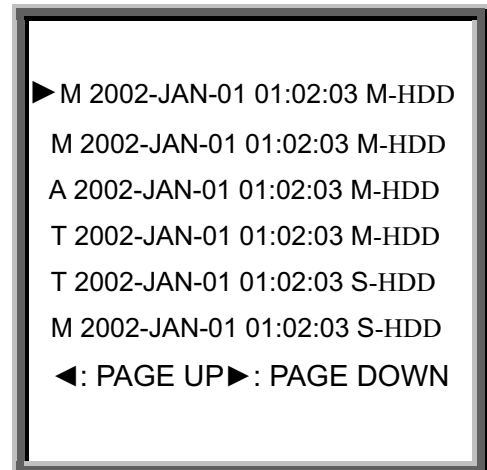 ►M 2002-JAN-01 01:02:03 M-HDD
M 2002-JAN-01 01:02:03 M-HDD
A 2002-JAN-01 01:02:03 M-HDD
T 2002-JAN-01 01:02:03 M-HDD
T 2002-JAN-01 01:02:03 S-HDD
M 2002-JAN-01 01:02:03 S-HDD
◄: PAGE UP►: PAGE DOWN